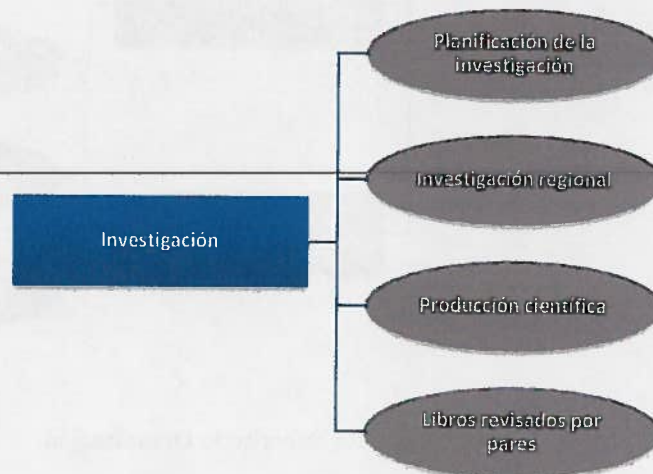 Planificación de la
investigación
Investigación regional
Investigación
Producción científica
Libros revisados por
pares